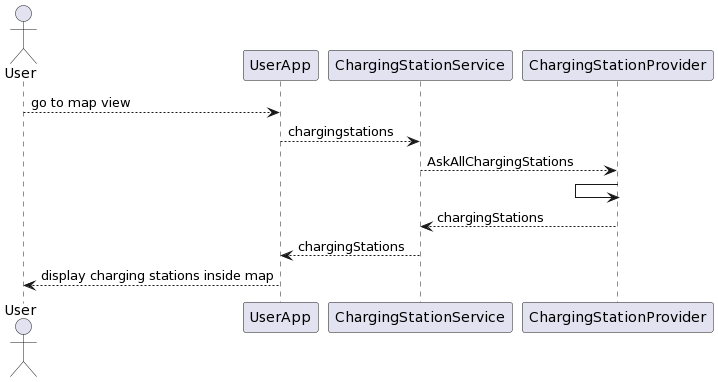 User
UserApp
ChargingStationService
ChargingStationProvider
go to map view
chargingstations
AskAllChargingStations
chargingStations
chargingStations
display charging stations inside map
User
UserApp
ChargingStationService
ChargingStationProvider